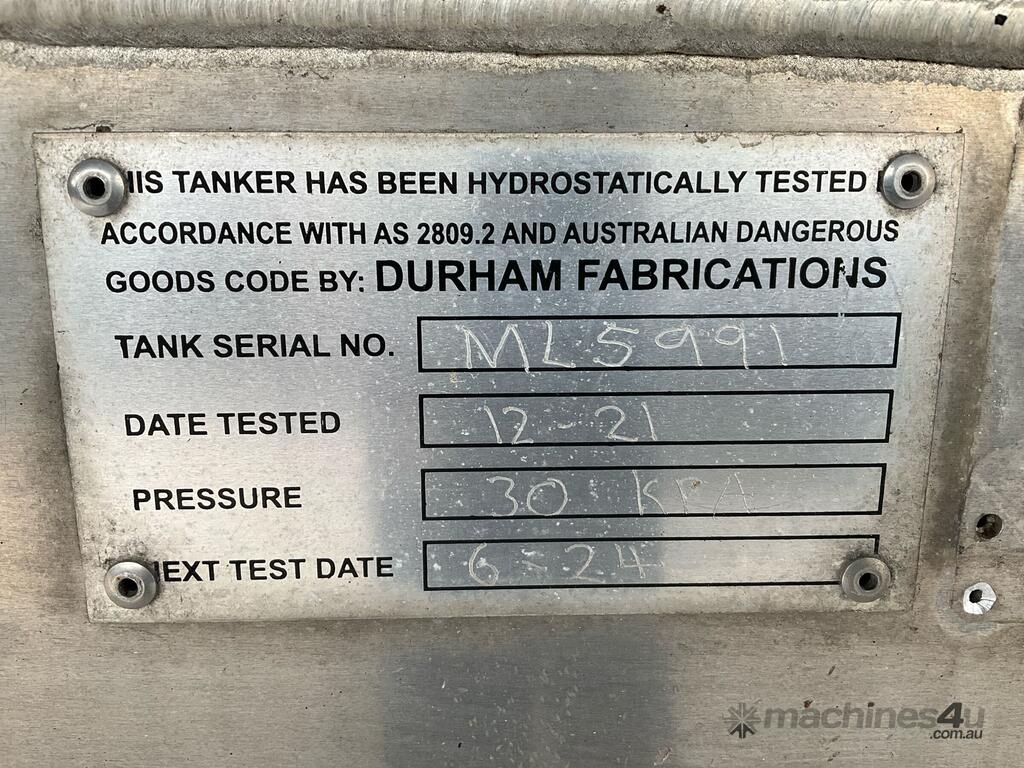 HIS TANKER HAS BEEN HYDROSTATICALLY TESTED
ACCORDANCE WITH AS 2809.2 AND AUSTRALIAN DANGEROUS
GOODS CODE BY: DURHAM FABRICATIONS
TANK SERIAL NO. ML5991
DATE TESTED 12-21
PRESSURE 30 KPA
NEXT TEST DATE 6-24
machines4u
.com.au